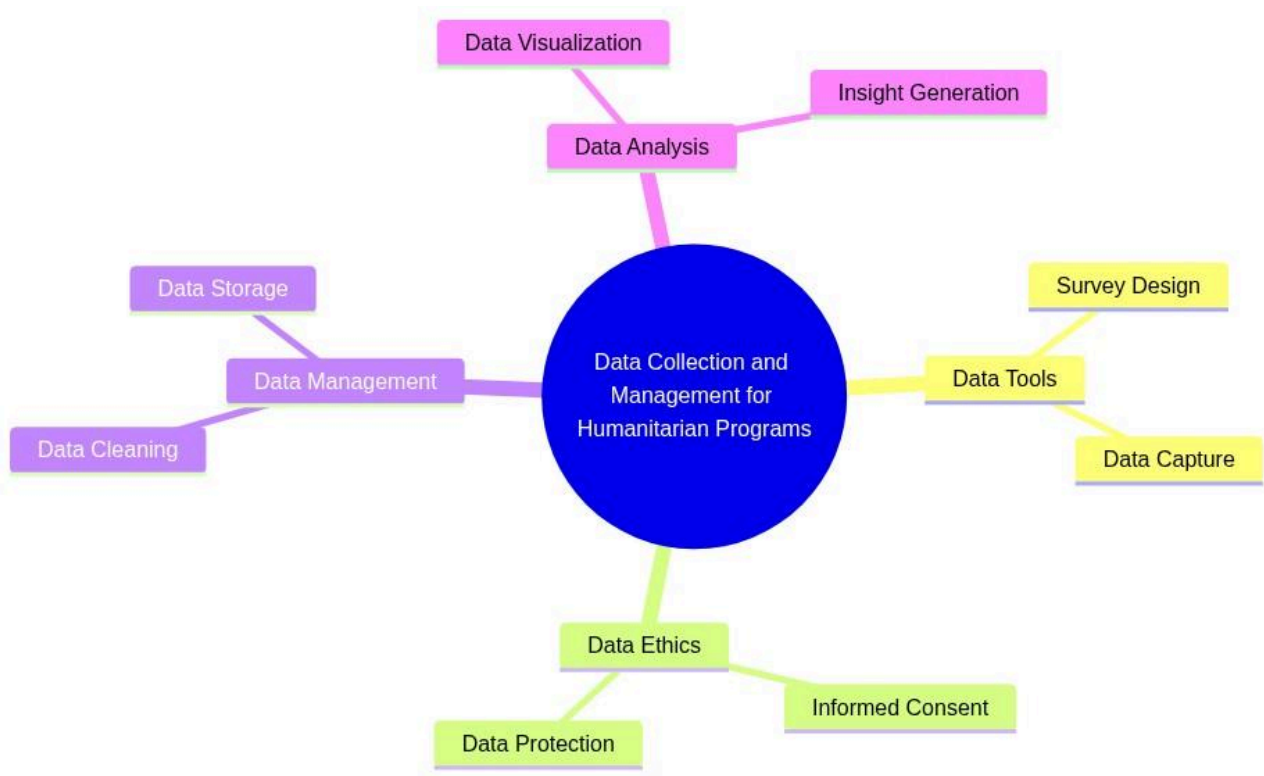 Data Visualization
Insight Generation
Data Analysis
Data Storage
Survey Design
Data Collection and
Management for
Humanitarian Programs
Data Management
Data Tools
Data Cleaning
Data Capture
Data Ethics
Informed Consent
Data Protection